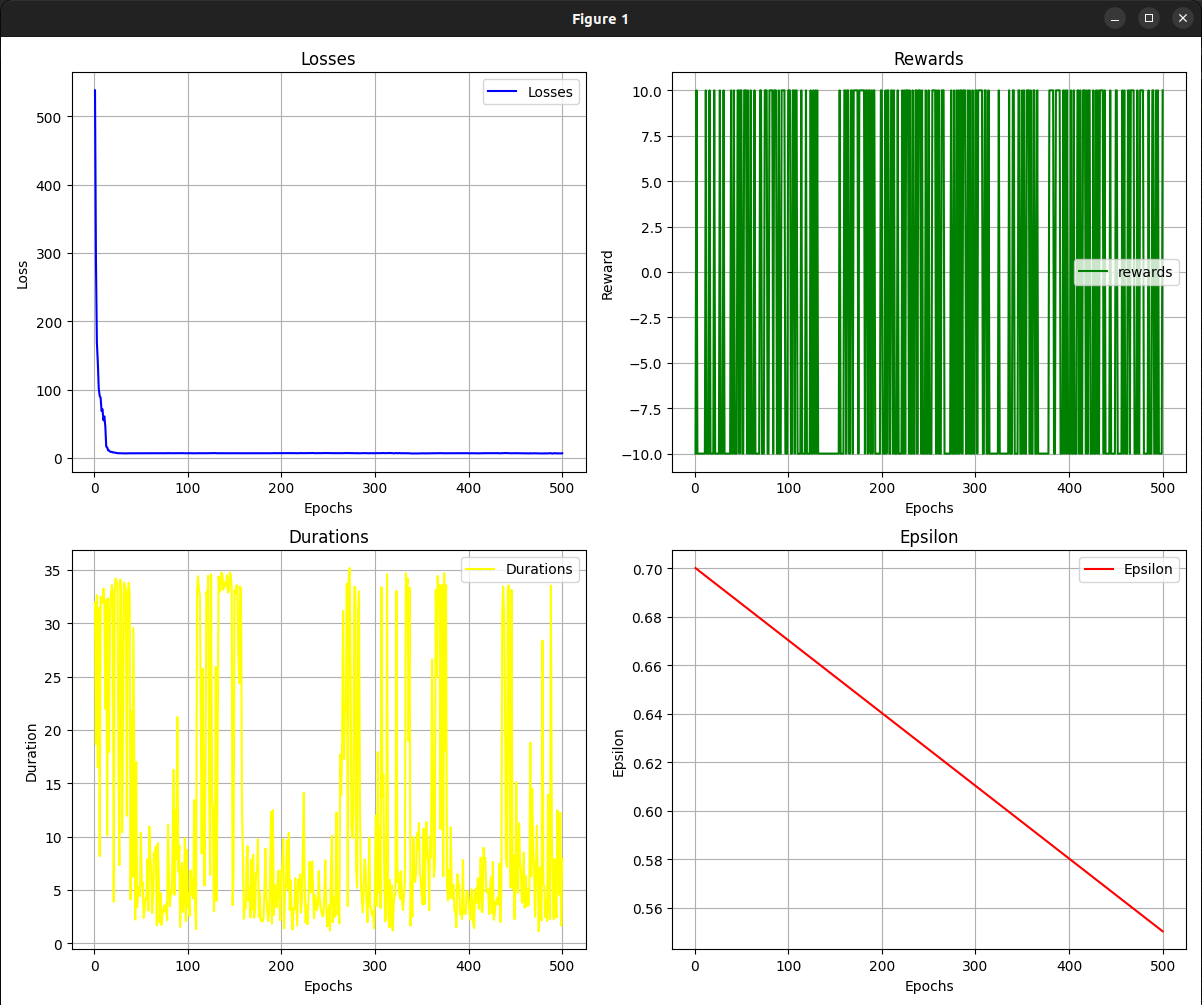 Figure 1
Losses
Losses
500
400
300
200
100
0
Loss
0 100 200 300 400 500
Epochs
Rewards
10.0
7.5
5.0
2.5
0.0
−2.5
−5.0
−7.5
−10.0
Reward
rewards
0 100 200 300 400 500
Epochs
Durations
Durations
35
30
25
20
15
10
5
0
Duration
0 100 200 300 400 500
Epochs
Epsilon
Epsilon
0.70
0.68
0.66
0.64
0.62
0.60
0.58
0.56
Epsilon
0 100 200 300 400 500
Epochs